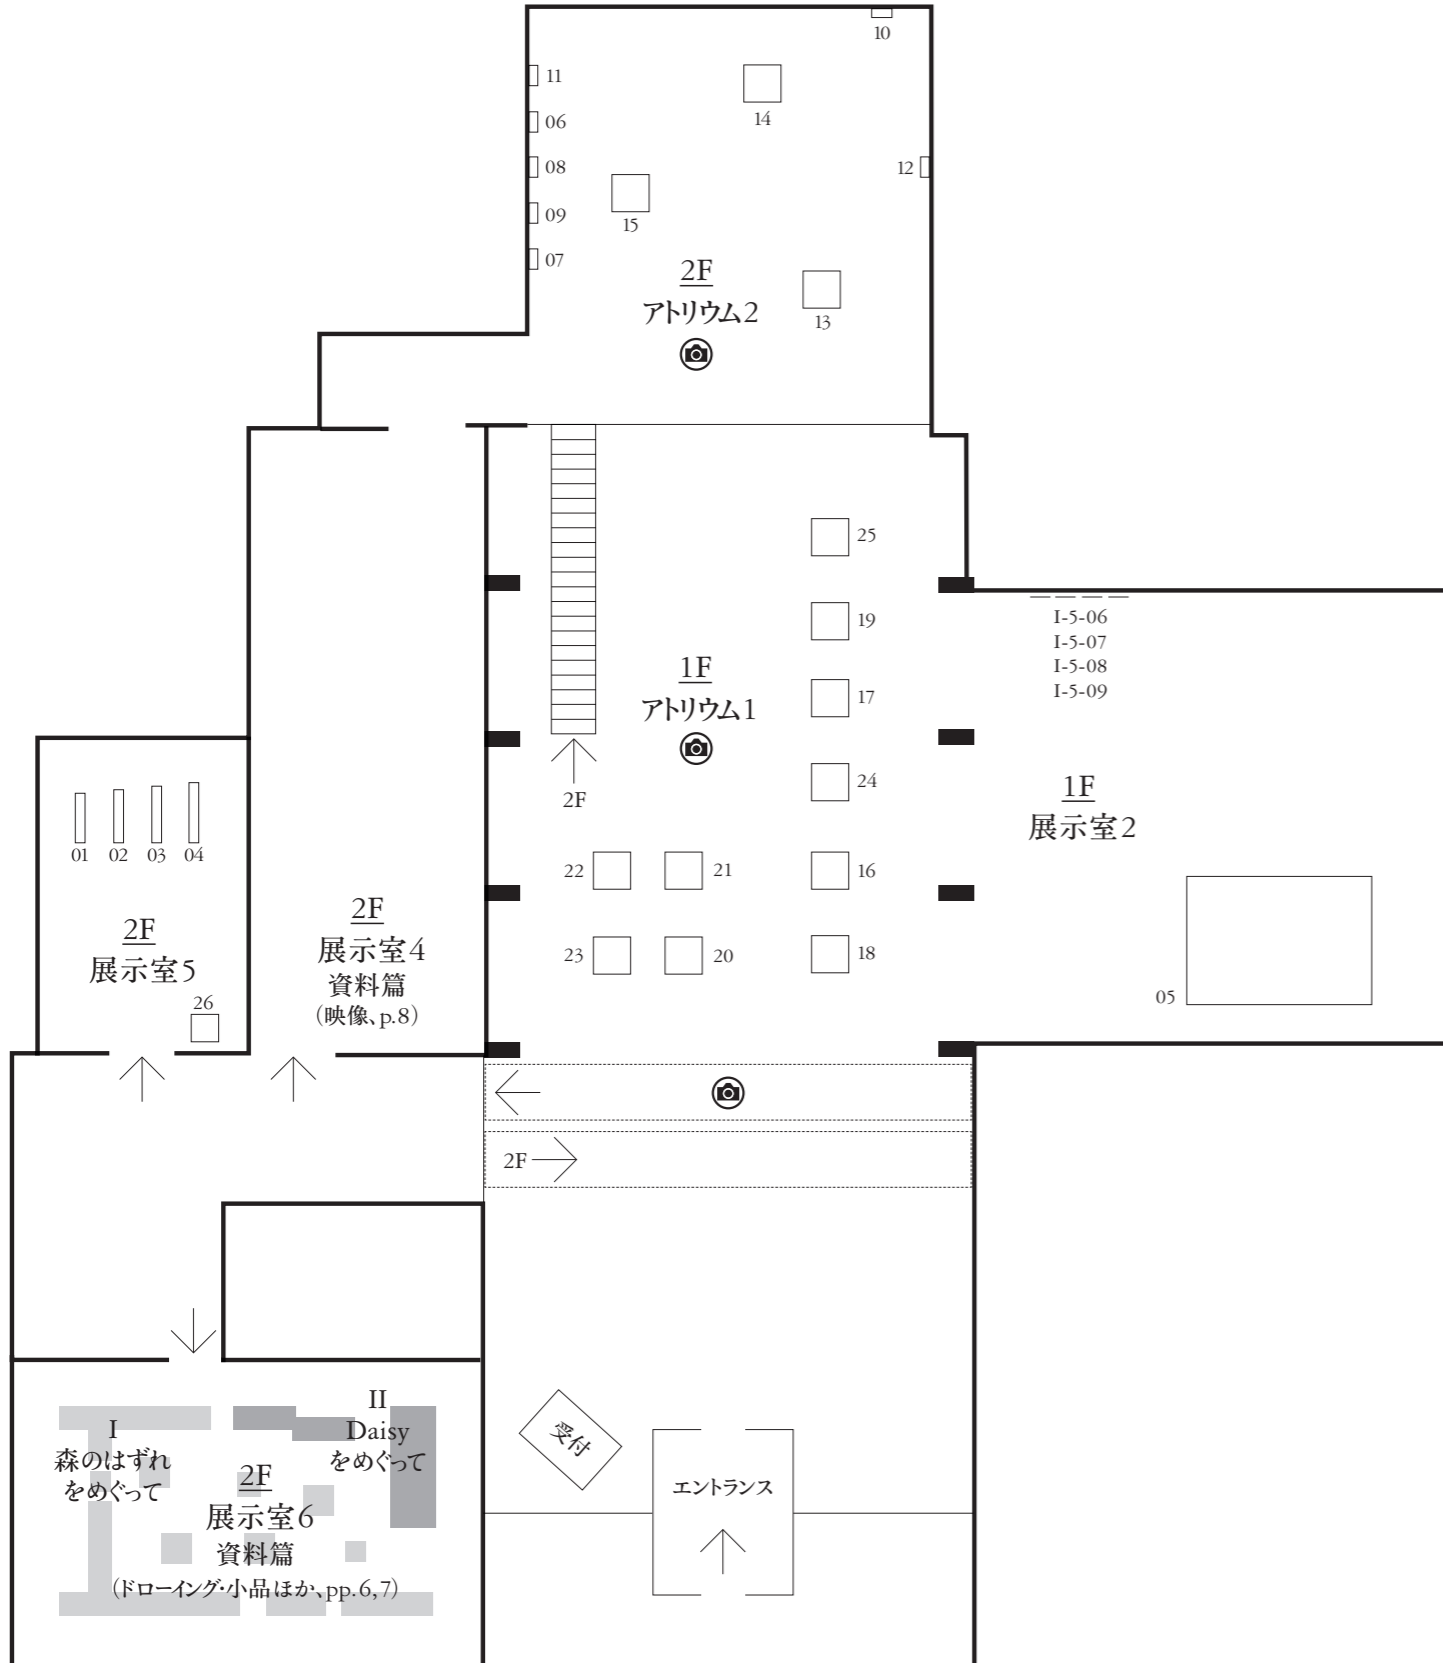 10
11
14
06
08
12
09
15
07
2F
アトリウム2
13
25
19
I-5-06
I-5-07
I-5-08
I-5-09
1F
アトリウム1
17
2F
24
1F
展示室2
01
02
03
04
22
21
16
2F
展示室5
2F
展示室4
資料篇
(映像、p.8)
23
20
18
05
26
2F
I
森のはずれ
をめぐって
II
Daisy
をめぐって
2F
展示室6
資料篇
(ドローイング・小品ほか、pp.6,7)
受付
エントランス